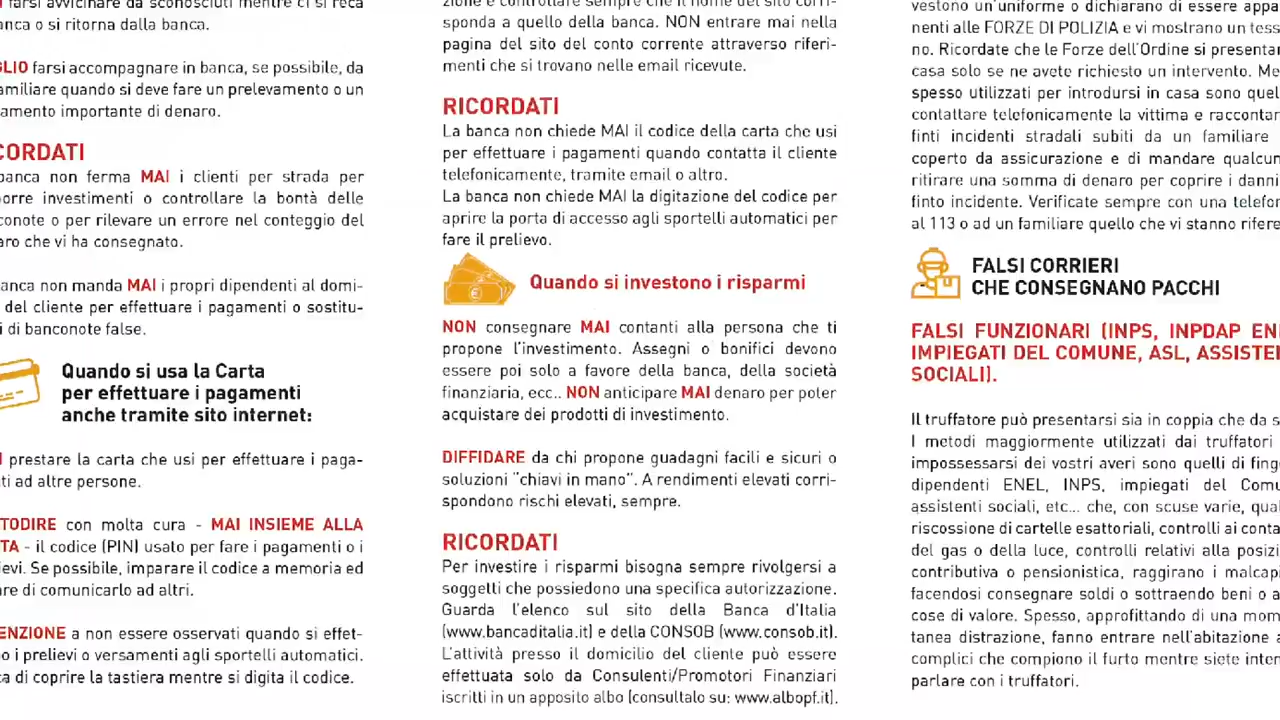 farsi avvicinare da sconosciuti mentre ci si reca
anca o si ritorna dalla banca.
GLIO farsi accompagnare in banca, se possibile, da
amiliare quando si deve fare un prelevamento o un
amento importante di denaro.
CORDATI
banca non ferma MAI i clienti per strada per
orre investimenti o controllare la bontà delle
conote o per rilevare un errore nel conteggio del
aro che vi ha consegnato.
anca non manda MAI i propri dipendenti al domi-
del cliente per effettuare i pagamenti o sostitu-
i di banconote false.
Quando si usa la Carta
per effettuare i pagamenti
anche tramite sito internet:
I prestare la carta che usi per effettuare i paga-
ti ad altre persone.
TODIRE con molta cura - MAI INSIEME ALLA
TA - il codice (PIN) usato per fare i pagamenti o i
ievi. Se possibile, imparare il codice a memoria ed
are di comunicarlo ad altri.
ENZIONE a non essere osservati quando si effet-
o i prelievi o versamenti agli sportelli automatici.
ca di coprire la tastiera mentre si digita il codice.
zione e controllare sempre che il nome del sito corri-
sponda a quello della banca. NON entrare mai nella
pagina del sito del conto corrente attraverso riferi-
menti che si trovano nelle email ricevute.
RICORDATI
La banca non chiede MAI il codice della carta che usi
per effettuare i pagamenti quando contatta il cliente
telefonicamente, tramite email o altro.
La banca non chiede MAI la digitazione del codice per
aprire la porta di accesso agli sportelli automatici per
fare il prelievo.
Quando si investono i risparmi
NON consegnare MAI contanti alla persona che ti
propone l'investimento. Assegni o bonifici devono
essere poi solo a favore della banca, della società
finanziaria, ecc.. NON anticipare MAI denaro per poter
acquistare dei prodotti di investimento.
DIFFIDARE da chi propone guadagni facili e sicuri o
soluzioni "chiavi in mano". A rendimenti elevati corri-
spondono rischi elevati, sempre.
RICORDATI
Per investire i risparmi bisogna sempre rivolgersi a
soggetti che possiedono una specifica autorizzazione.
Guarda l'elenco sul sito della Banca d'Italia
(www.bancaditalia.it) e della CONSOB (www.consob.it).
L'attività presso il domicilio del cliente può essere
effettuata solo da Consulenti/Promotori Finanziari
iscritti in un apposito albo (consultalo su: www.albopf.it).
vestono un'uniforme o dichiarano di essere appa
nenti alle FORZE DI POLIZIA e vi mostrano un tess
no. Ricordate che le Forze dell'Ordine si presentan
casa solo se ne avete richiesto un intervento. Me
spesso utilizzati per introdursi in casa sono quel
contattare telefonicamente la vittima e raccontar
finti incidenti stradali subiti da un familiare
coperto da assicurazione e di mandare qualcun
ritirare una somma di denaro per coprire i danni
finto incidente. Verificate sempre con una telefon
al 113 o ad un familiare quello che vi stanno rifere
FALSI CORRIERI
CHE CONSEGNANO PACCHI
FALSI FUNZIONARI (INPS, INPDAP EN
IMPIEGATI DEL COMUNE, ASL, ASSISTEN
SOCIALI).
Il truffatore può presentarsi sia in coppia che da s
I metodi maggiormente utilizzati dai truffatori
impossessarsi dei vostri averi sono quelli di finge
dipendenti ENEL, INPS, impiegati del Comu
assistenti sociali, etc... che, con scuse varie, qual
riscossione di cartelle esattoriali, controlli ai conta
del gas o della luce, controlli relativi alla posizi
contributiva o pensionistica, raggirano i malcapi
facendosi consegnare soldi o sottraendo beni o a
cose di valore. Spesso, approfittando di una mom
tanea distrazione, fanno entrare nell'abitazione a
complici che compiono il furto mentre siete inten
parlare con i truffatori.